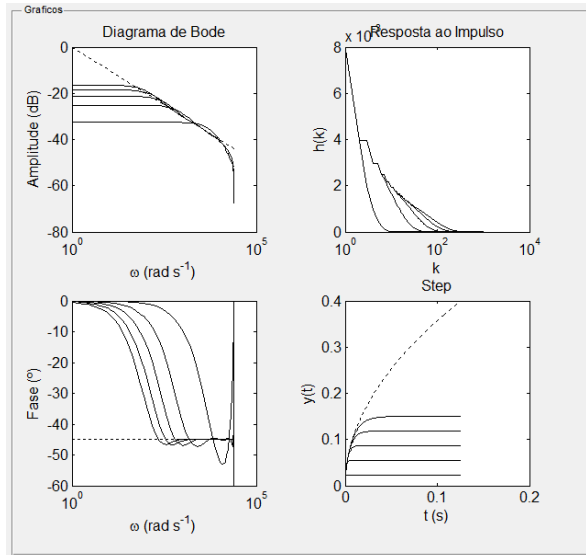 Graficos
Diagrama de Bode
0
-20
-40
-60
-80
Amplitude (dB)
10^0
10^5
ω (rad s^-1)
Resposta ao Impulso
8
x 10^-3
6
4
2
0
h(k)
10^0
10^2
10^4
k
0
-10
-20
-30
-40
-50
-60
Fase (º)
10^0
10^5
ω (rad s^-1)
Step
0.4
0.3
0.2
0.1
0
y(t)
0
0.1
0.2
t (s)